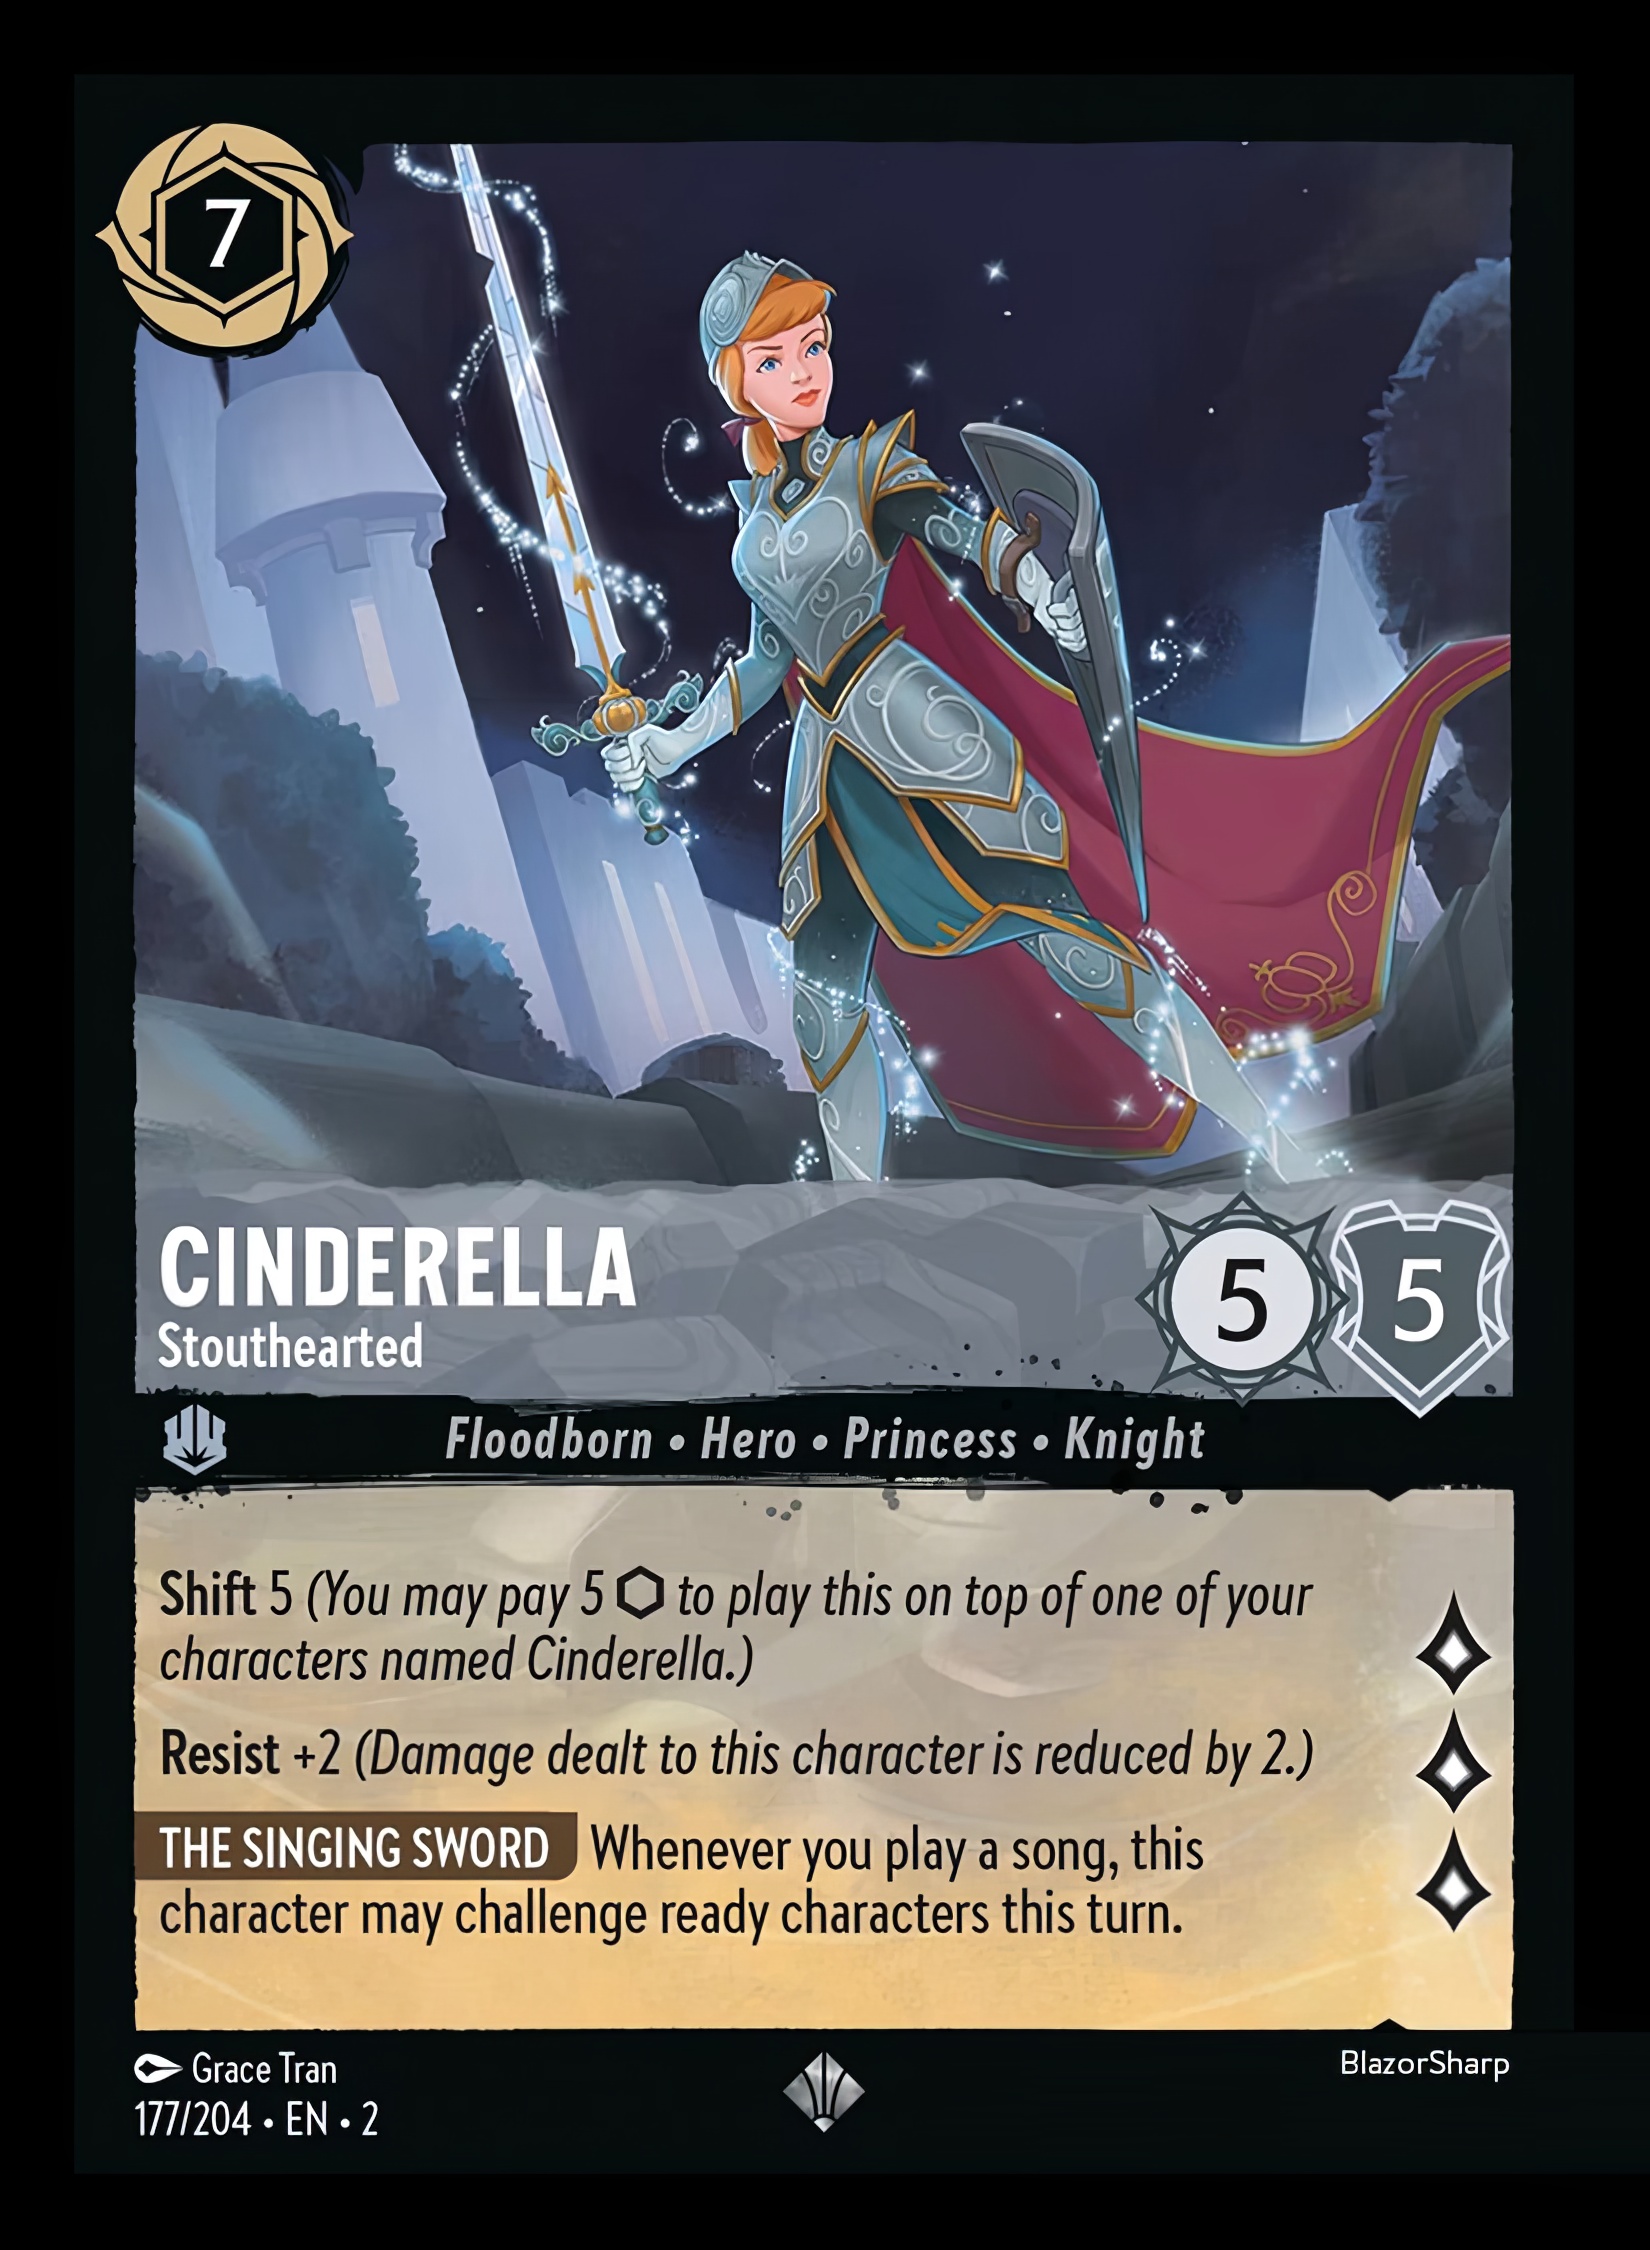 7
CINDERELLA
Stouthearted
5 5
Floodborn • Hero • Princess • Knight
Shift 5 (You may pay 5 ⬡ to play this on top of one of your
characters named Cinderella.)
Resist +2 (Damage dealt to this character is reduced by 2.)
THE SINGING SWORD Whenever you play a song, this
character may challenge ready characters this turn.
Grace Tran
BlazorSharp
177/204 • EN • 2